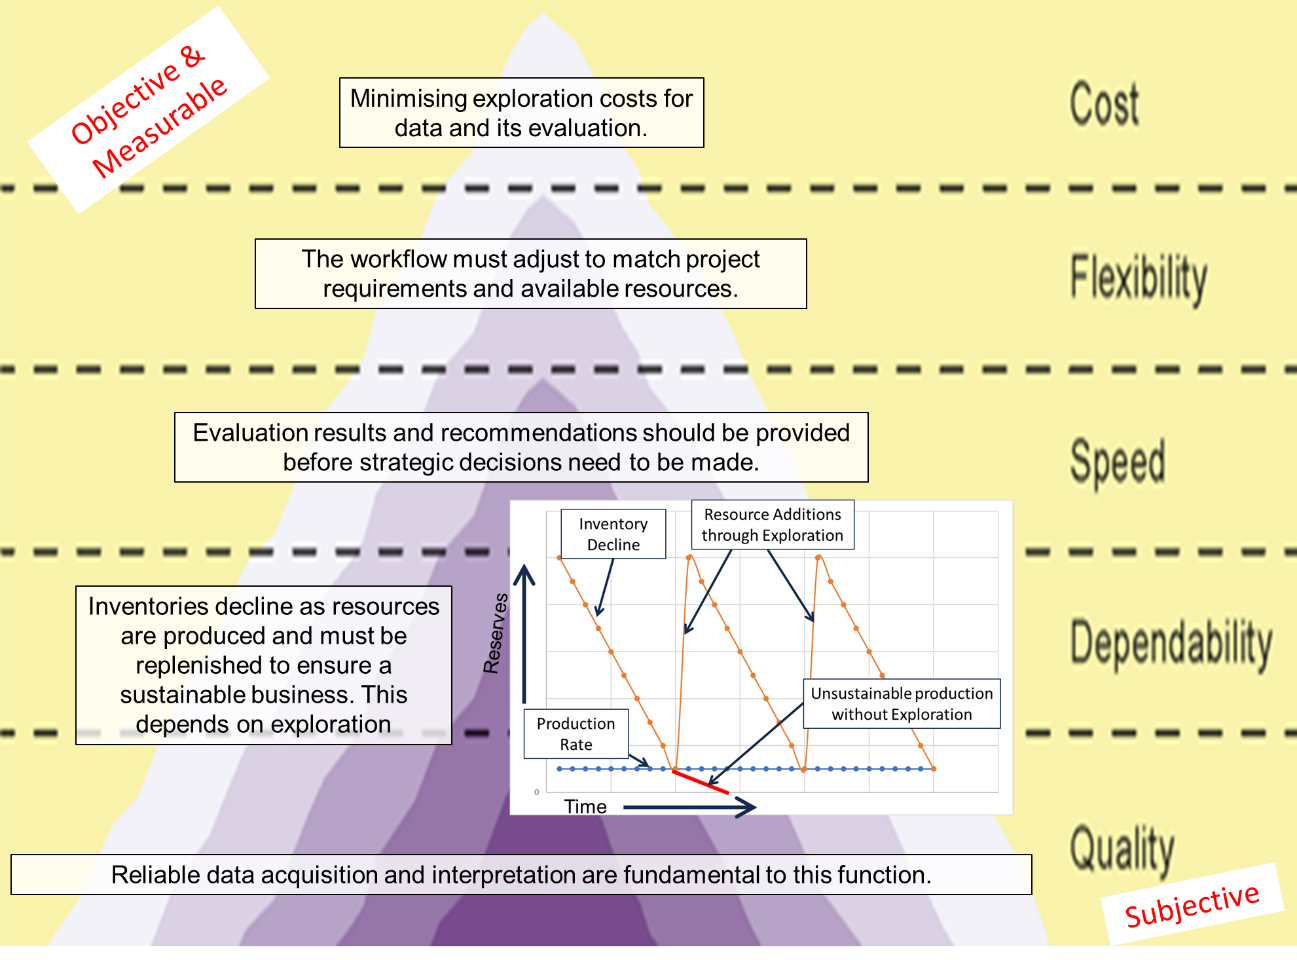 Objective &
Measurable
Minimising exploration costs for
data and its evaluation.
Cost
The workflow must adjust to match project
requirements and available resources.
Flexibility
Evaluation results and recommendations should be provided
before strategic decisions need to be made.
Speed
Inventories decline as resources
are produced and must be
replenished to ensure a
sustainable business. This
depends on exploration
Inventory
Decline
Resource Additions
through Exploration
Reserves
Unsustainable production
without Exploration
Production
Rate
0
Time
Dependability
Reliable data acquisition and interpretation are fundamental to this function.
Quality
Subjective